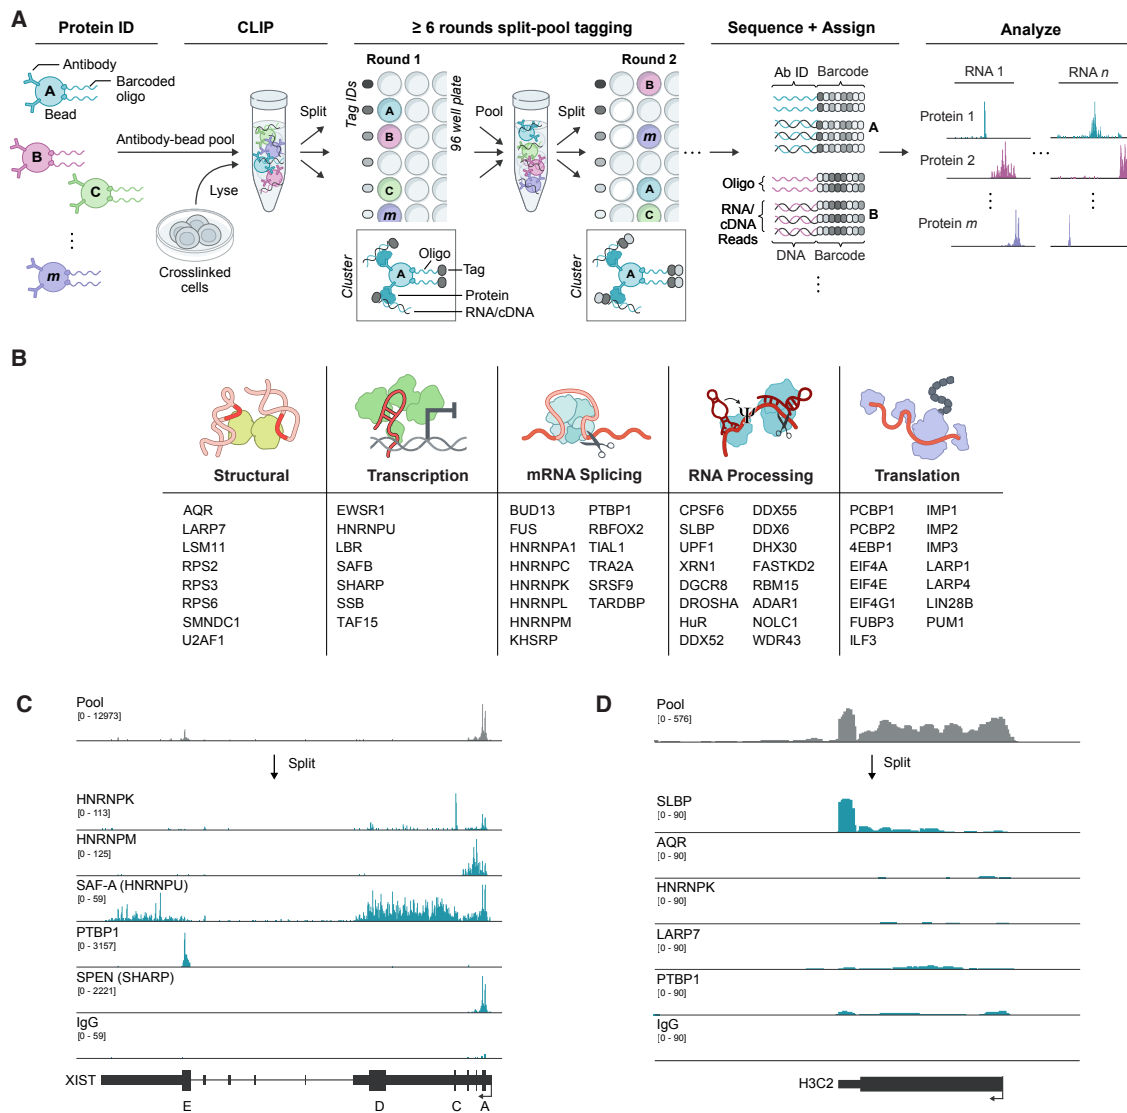 A
Protein ID
CLIP
≥ 6 rounds split-pool tagging
Sequence + Assign
Analyze
Antibody
Barcoded
oligo
A
Bead
B
C
⋮
m
Antibody-bead pool
Lyse
Crosslinked
cells
Split
Round 1
Tag IDs
A
B
C
m
96 well plate
Pool
Split
Round 2
B
m
A
C
...
Cluster
A
Oligo
Tag
Protein
RNA/cDNA
Cluster
A
Ab ID
Barcode
A
Oligo
RNA/
cDNA
Reads
B
DNA
Barcode
⋮
RNA 1
RNA n
Protein 1
Protein 2
...
⋮
⋮
Protein m
B
Structural
Transcription
Ψ
mRNA Splicing
RNA Processing
Translation
AQR
LARP7
LSM11
RPS2
RPS3
RPS6
SMNDC1
U2AF1
EWSR1
HNRNPU
LBR
SAFB
SHARP
SSB
TAF15
BUD13
FUS
HNRNPA1
HNRNPC
HNRNPK
HNRNPL
HNRNPM
KHSRP
PTBP1
RBFOX2
TIAL1
TRA2A
SRSF9
TARDBP
CPSF6
SLBP
UPF1
XRN1
DGCR8
DROSHA
HuR
DDX52
DDX55
DDX6
DHX30
FASTKD2
RBM15
ADAR1
NOLC1
WDR43
PCBP1
PCBP2
4EBP1
EIF4A
EIF4E
EIF4G1
FUBP3
ILF3
IMP1
IMP2
IMP3
LARP1
LARP4
LIN28B
PUM1
C
Pool
[0 - 12973]
Split
HNRNPK
[0 - 113]
HNRNPM
[0 - 125]
SAF-A (HNRNPU)
[0 - 59]
PTBP1
[0 - 3157]
SPEN (SHARP)
[0 - 2221]
IgG
[0 - 59]
XIST
E
D
C
A
D
Pool
[0 - 576]
Split
SLBP
[0 - 90]
AQR
[0 - 90]
HNRNPK
[0 - 90]
LARP7
[0 - 90]
PTBP1
[0 - 90]
IgG
[0 - 90]
H3C2